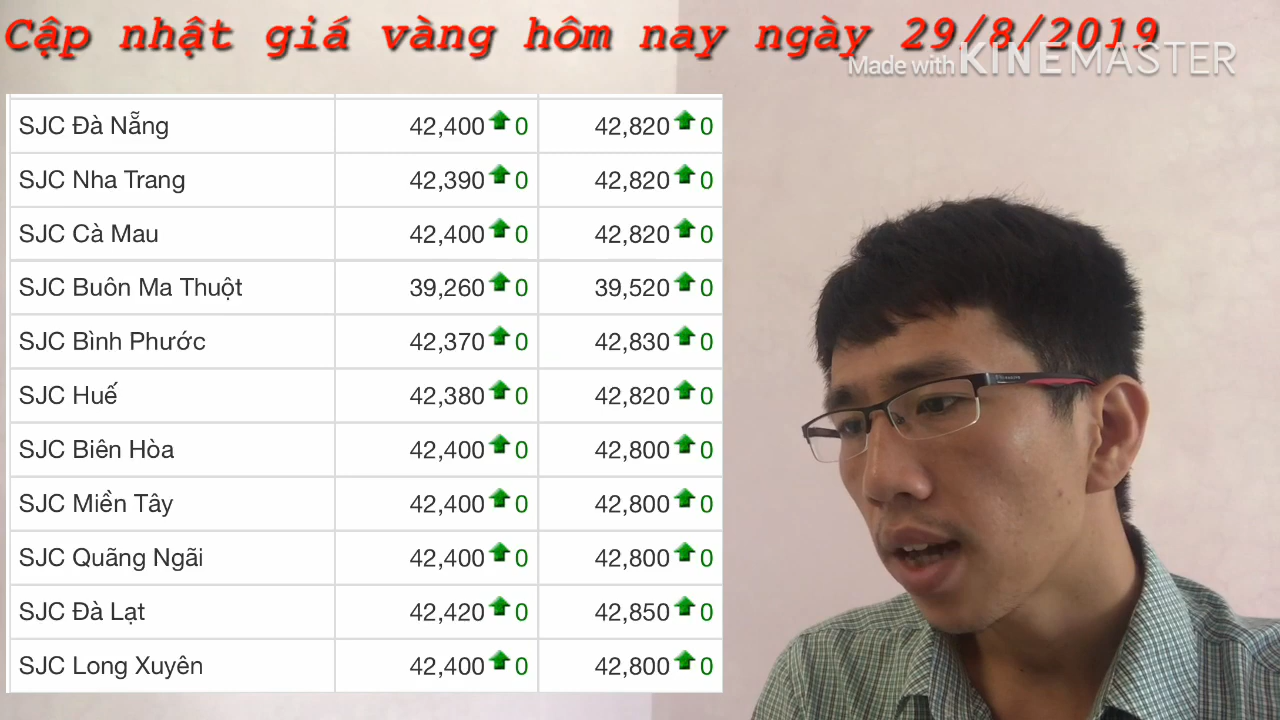 Cập nhật giá vàng hôm nay ngày 29/8/2019
Made with KINEMASTER
SJC Đà Nẵng 42,400 0 42,820 0
SJC Nha Trang 42,390 0 42,820 0
SJC Cà Mau 42,400 0 42,820 0
SJC Buôn Ma Thuột 39,260 0 39,520 0
SJC Bình Phước 42,370 0 42,830 0
SJC Huế 42,380 0 42,820 0
SJC Biên Hòa 42,400 0 42,800 0
SJC Miền Tây 42,400 0 42,800 0
SJC Quãng Ngãi 42,400 0 42,800 0
SJC Đà Lạt 42,420 0 42,850 0
SJC Long Xuyên 42,400 0 42,800 0